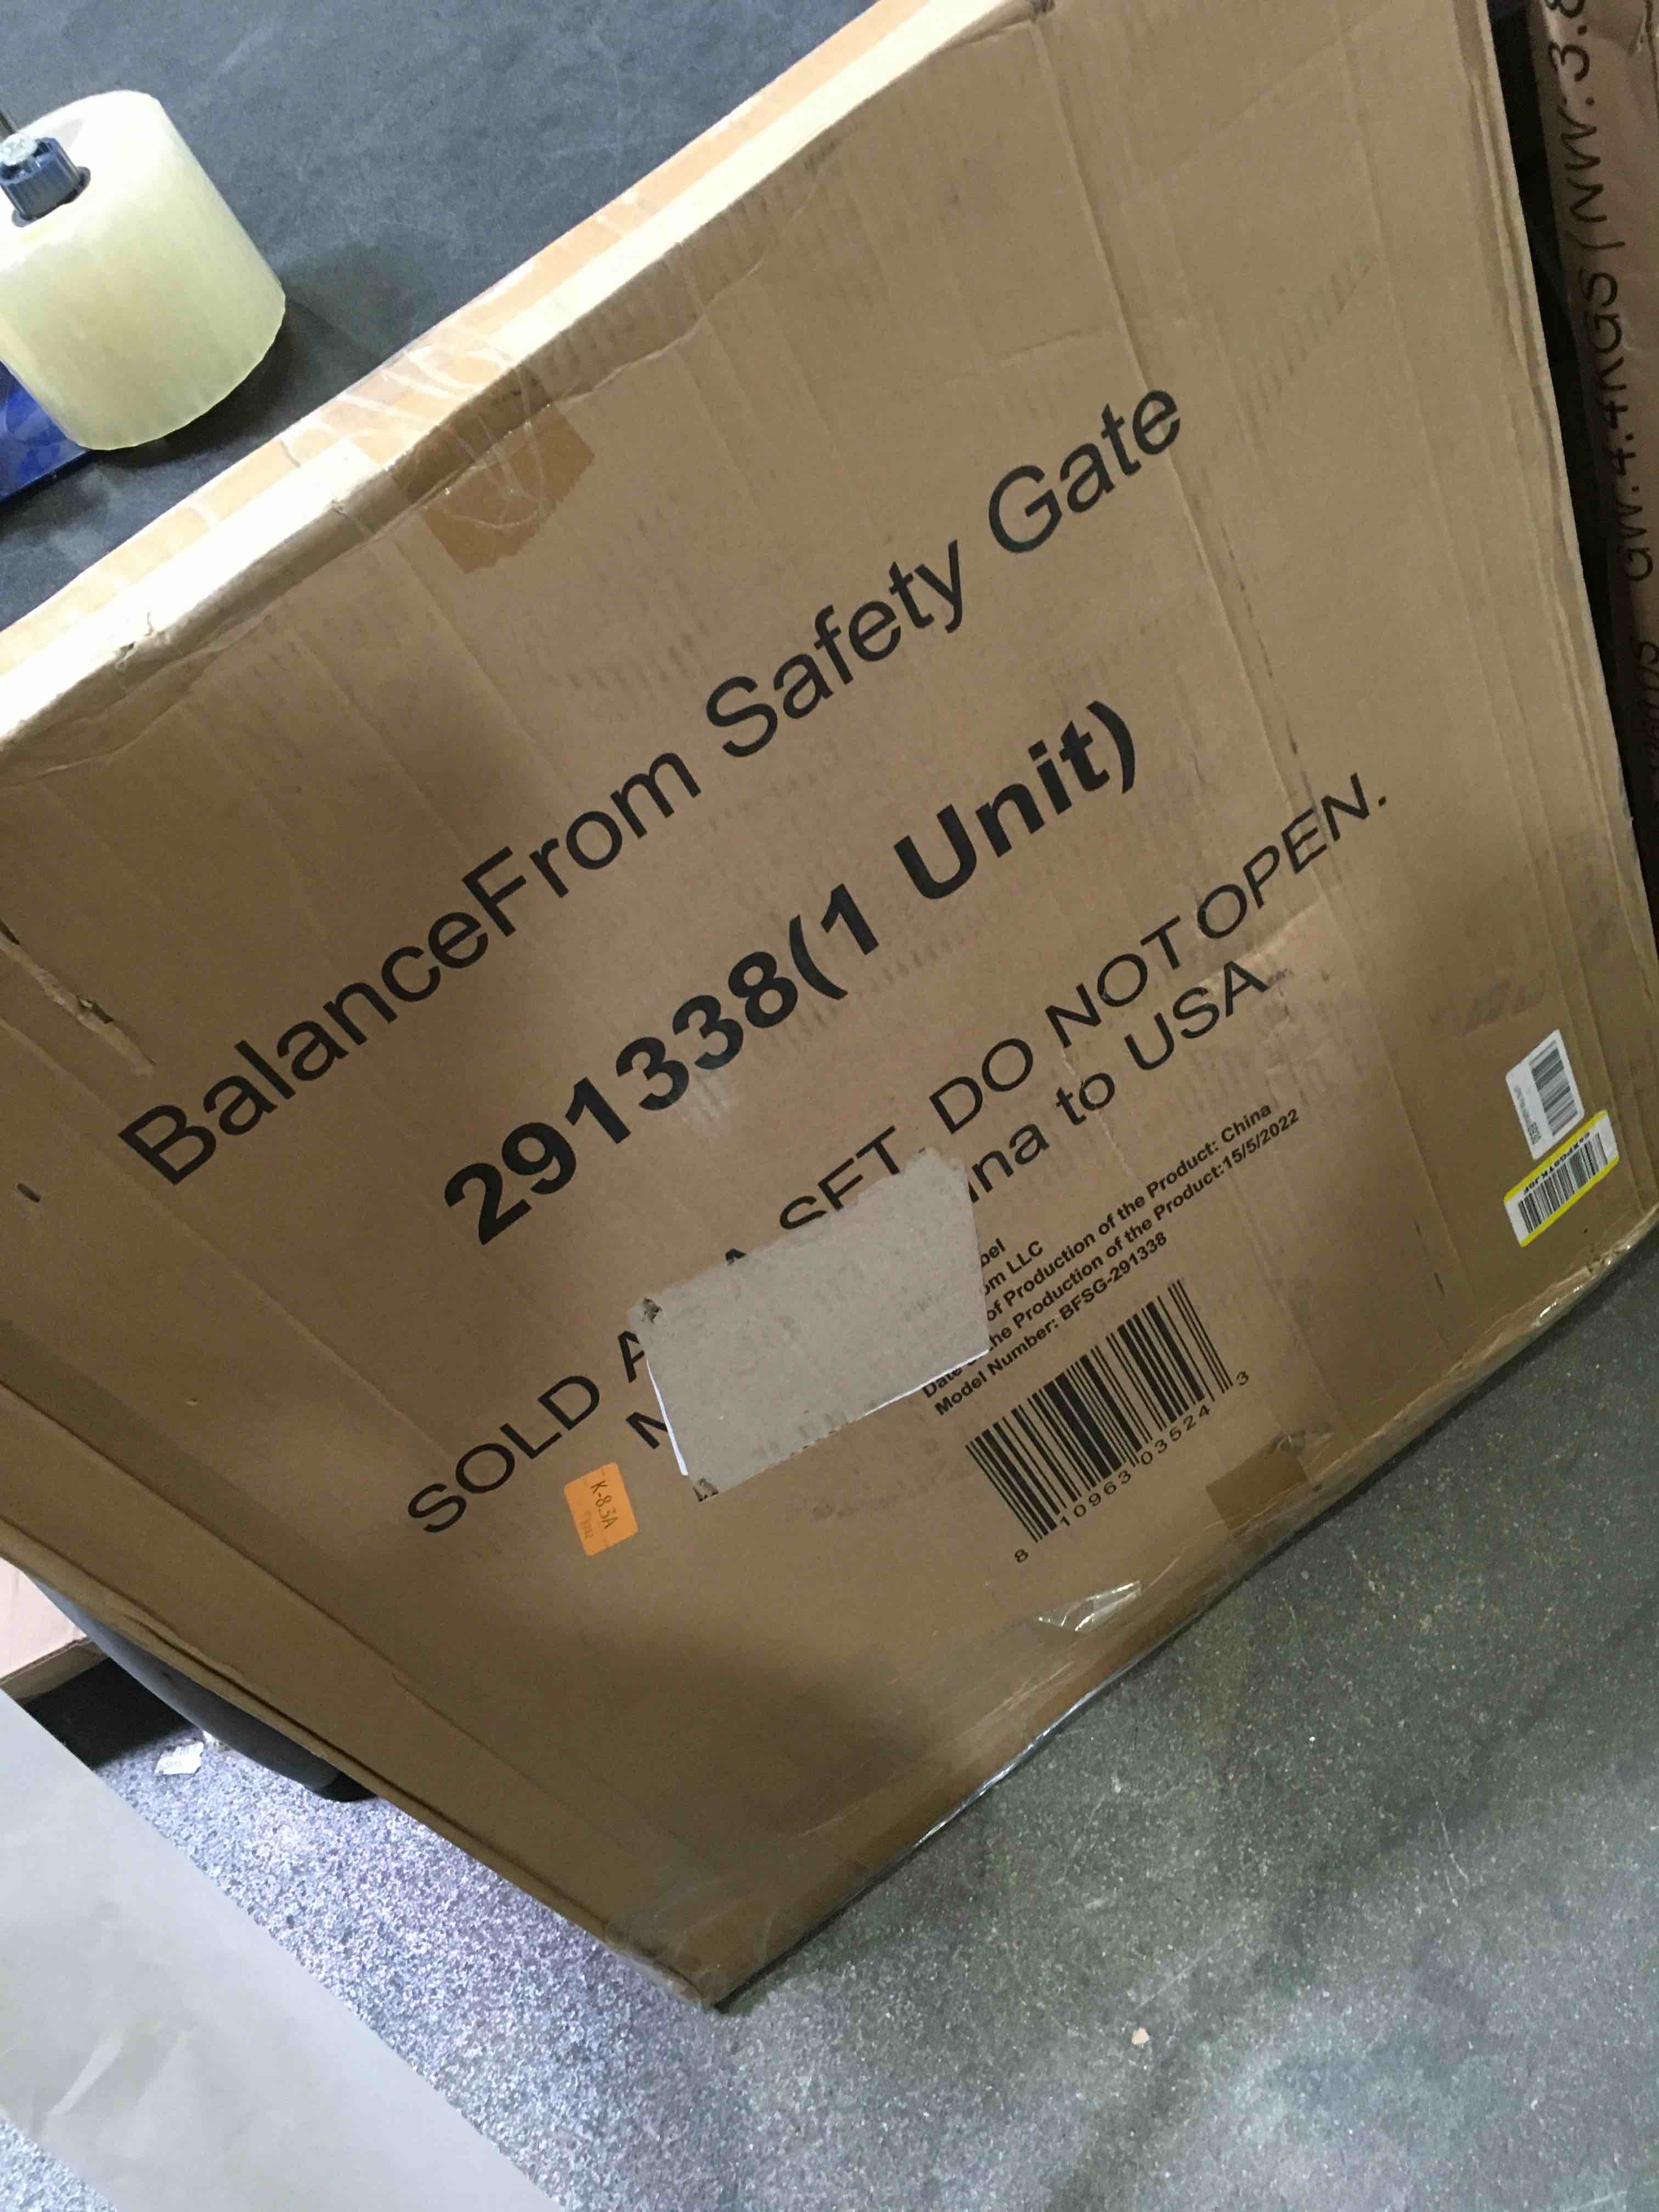 BalanceFrom Safety Gate
291338(1 Unit)
SOLD A A SET. DO NOT OPEN.
to USA
LLC
of Production of the Product: China
the Production of the Product:15/5/2022
Model Number: BFSG-291338
8 10963 03524 3
K-8.3A